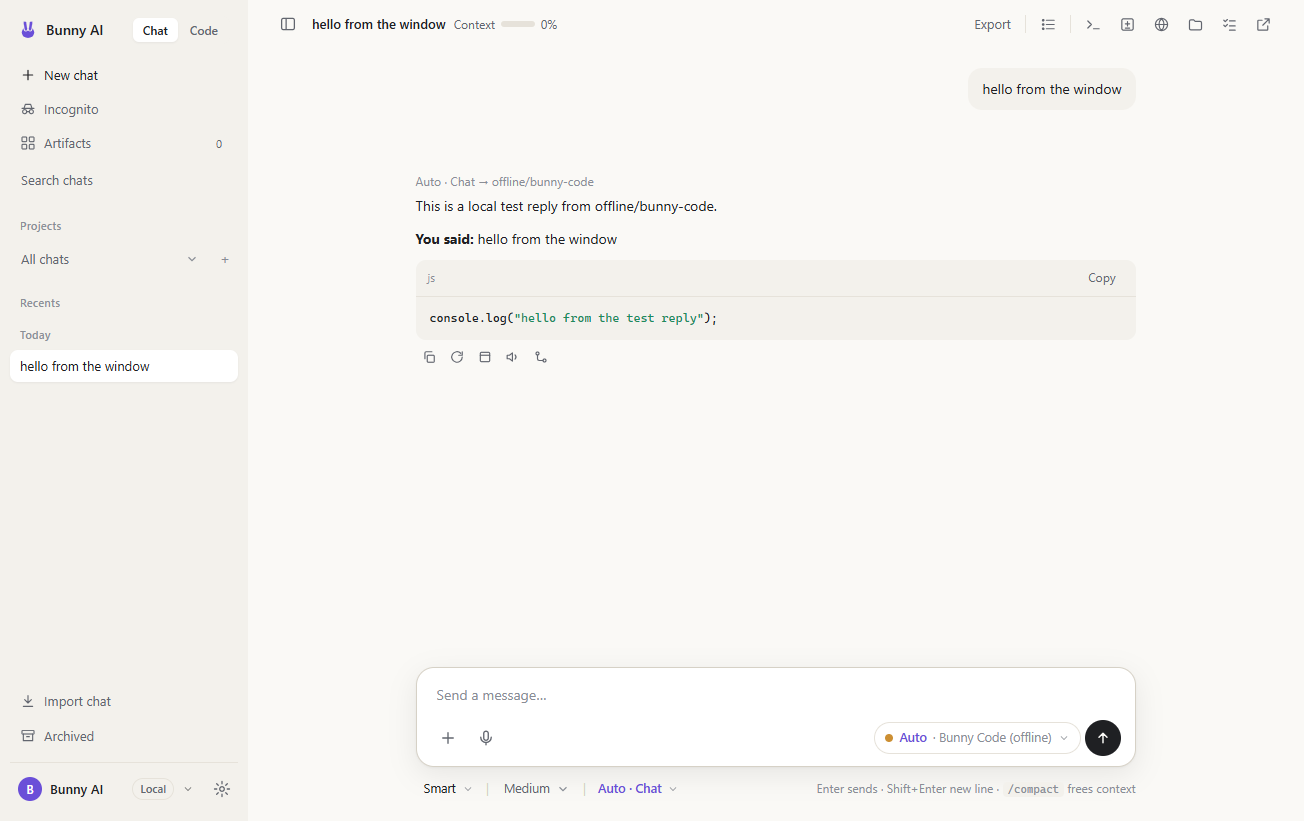 Bunny AI
Chat
Code
New chat
Incognito
Artifacts
0
Search chats
Projects
All chats
+
Recents
Today
hello from the window
Import chat
Archived
B
Bunny AI
Local
hello from the window
Context
0%
Export
hello from the window
Auto · Chat → offline/bunny-code
This is a local test reply from offline/bunny-code.
You said: hello from the window
js
Copy
console.log("hello from the test reply");
Send a message...
Auto · Bunny Code (offline)
Smart
Medium
Auto · Chat
Enter sends · Shift+Enter new line · /compact frees context